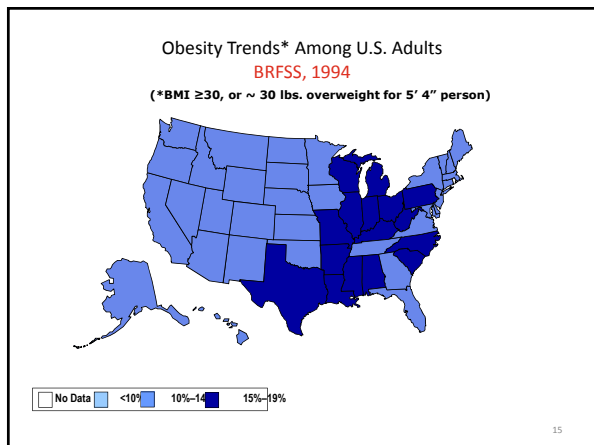 Obesity Trends* Among U.S. Adults
BRFSS, 1994
(*BMI ≥30, or ~ 30 lbs. overweight for 5' 4" person)
No Data <10% 10%–14 15%–19%
15